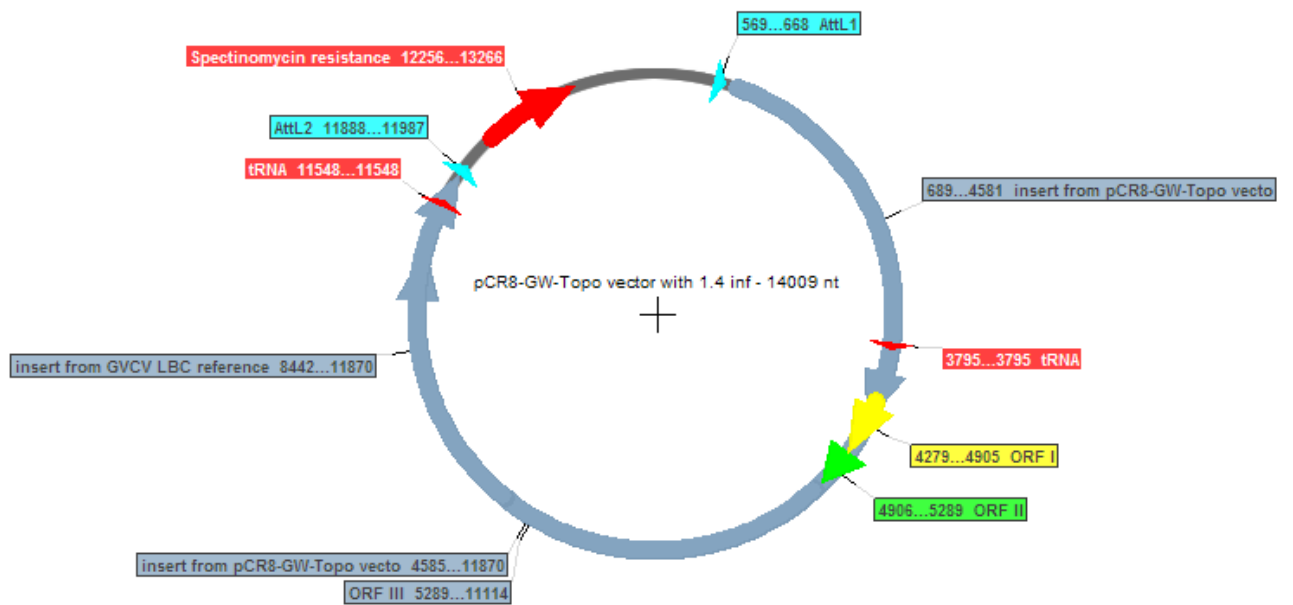 569...668 AttL1
Spectinomycin resistance 12256...13266
AttL2 11888...11987
tRNA 11548...11548
689...4581 insert from pCR8-GW-Topo vecto
pCR8-GW-Topo vector with 1.4 inf - 14009 nt
3795...3795 tRNA
insert from GVCV LBC reference 8442...11870
4279...4905 ORF I
4906...5289 ORF II
insert from pCR8-GW-Topo vecto 4585...11870
ORF III 5289...11114